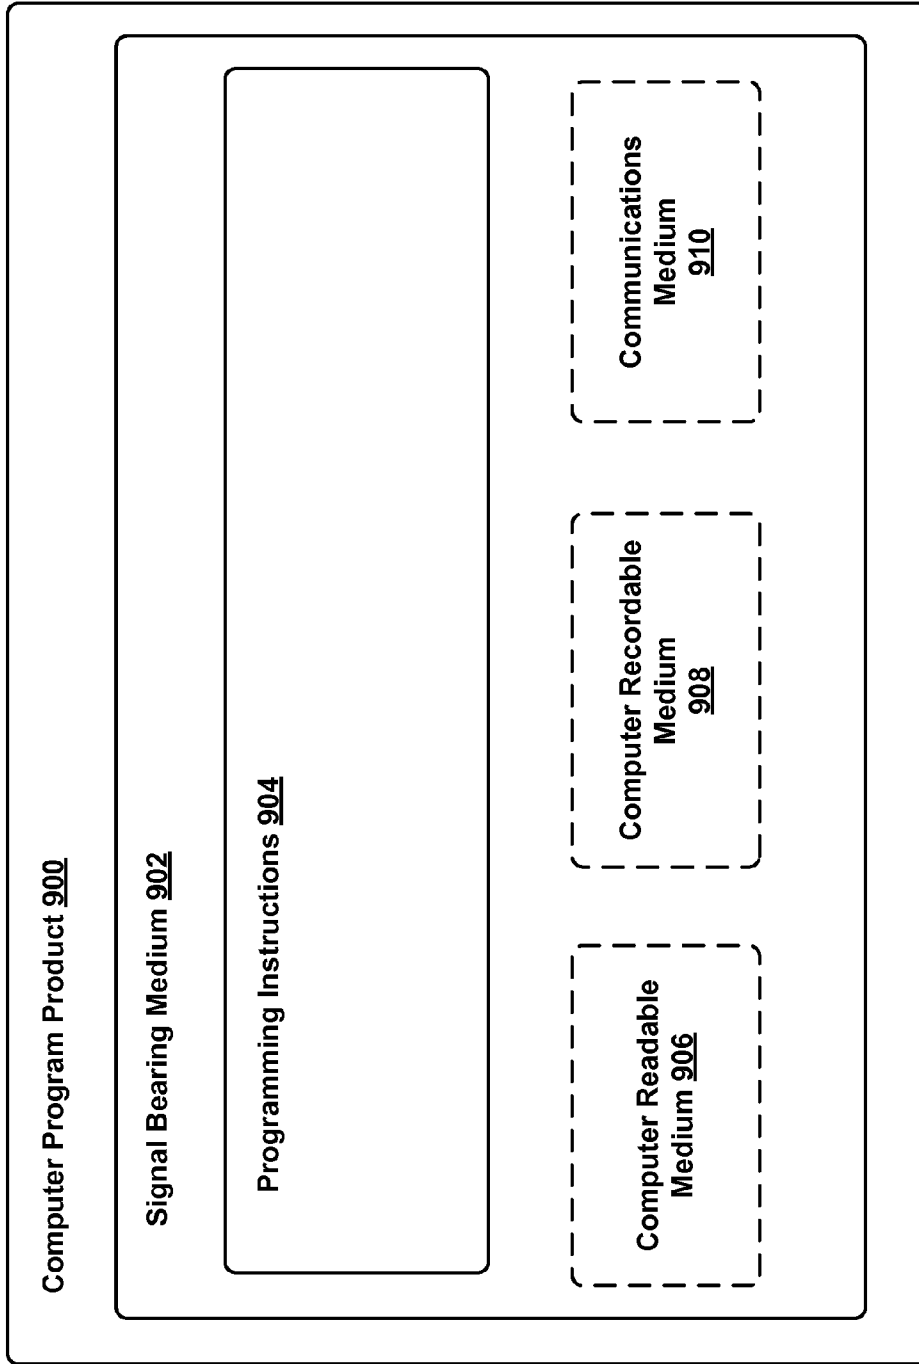 Computer Program Product 900
Signal Bearing Medium 902
Programming Instructions 904
Computer Readable
Medium 906
Computer Recordable
Medium
908
Communications
Medium
910